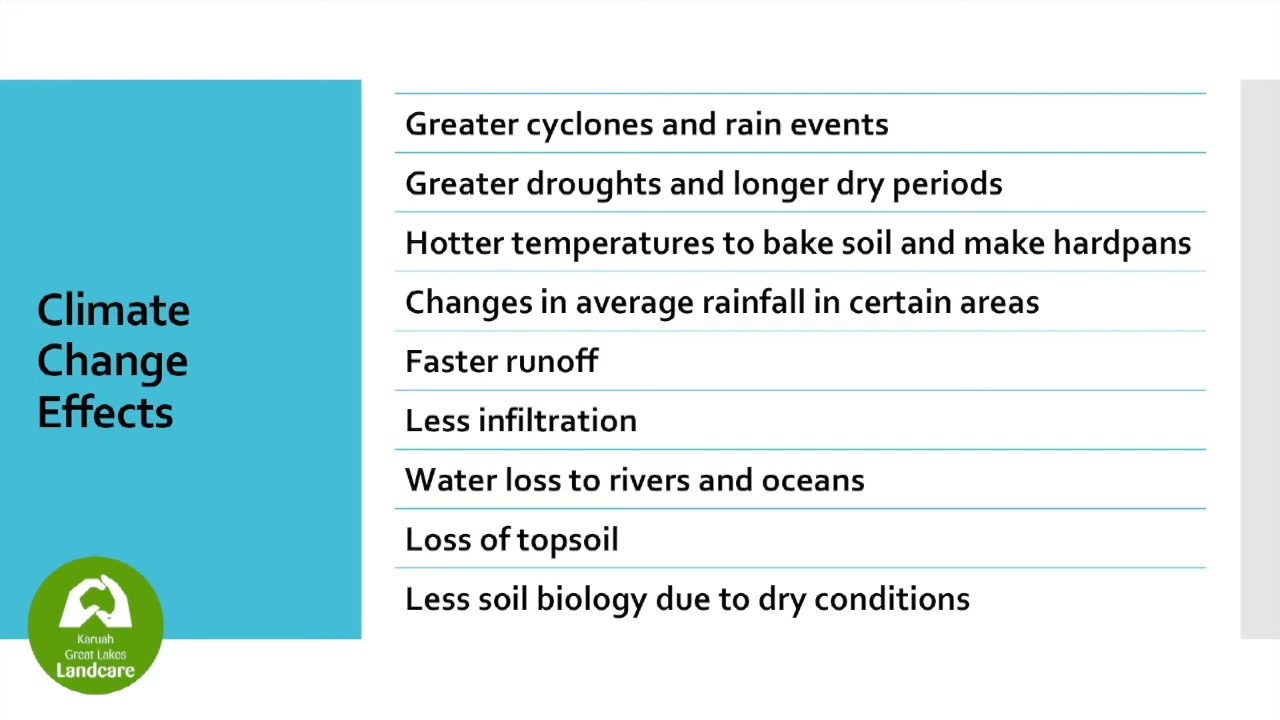 Climate
Change
Effects
Greater cyclones and rain events
Greater droughts and longer dry periods
Hotter temperatures to bake soil and make hardpans
Changes in average rainfall in certain areas
Faster runoff
Less infiltration
Water loss to rivers and oceans
Loss of topsoil
Less soil biology due to dry conditions
Karuah
Great Lakes
Landcare